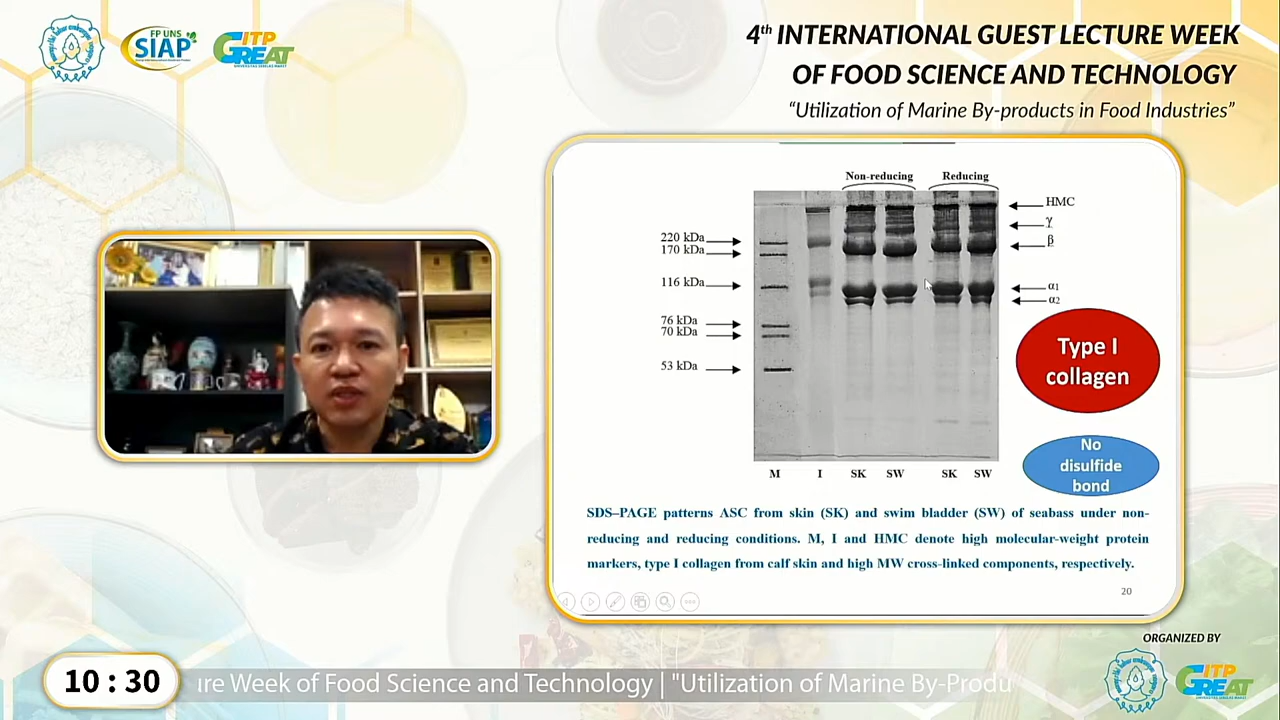 FP UNS
SIAP
ITP
GREAT
4th INTERNATIONAL GUEST LECTURE WEEK
OF FOOD SCIENCE AND TECHNOLOGY
“Utilization of Marine By-products in Food Industries”
Non-reducing Reducing
HMC
γ
β
α1
α2
220 kDa
170 kDa
116 kDa
76 kDa
70 kDa
53 kDa
M I SK SW SK SW
Type I
collagen
No
disulfide
bond
SDS–PAGE patterns ASC from skin (SK) and swim bladder (SW) of seabass under non-
reducing and reducing conditions. M, I and HMC denote high molecular-weight protein
markers, type I collagen from calf skin and high MW cross-linked components, respectively.
20
ORGANIZED BY
ITP
GREAT
10 : 30
ure Week of Food Science and Technology | "Utilization of Marine By-Produ